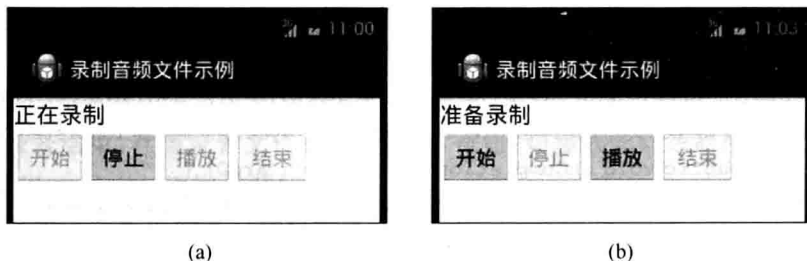 11:00
录制音频文件示例
正在录制
开始 停止 播放 结束
(a)
11:03
录制音频文件示例
准备录制
开始 停止 播放 结束
(b)